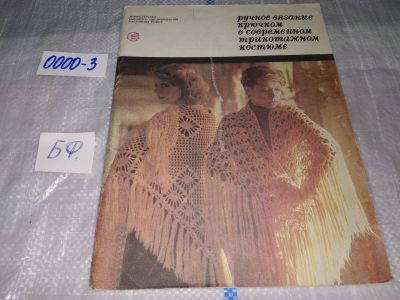 ручное вязание
крючком
в современном
трикотажном
костюме
0000-3
БФ.